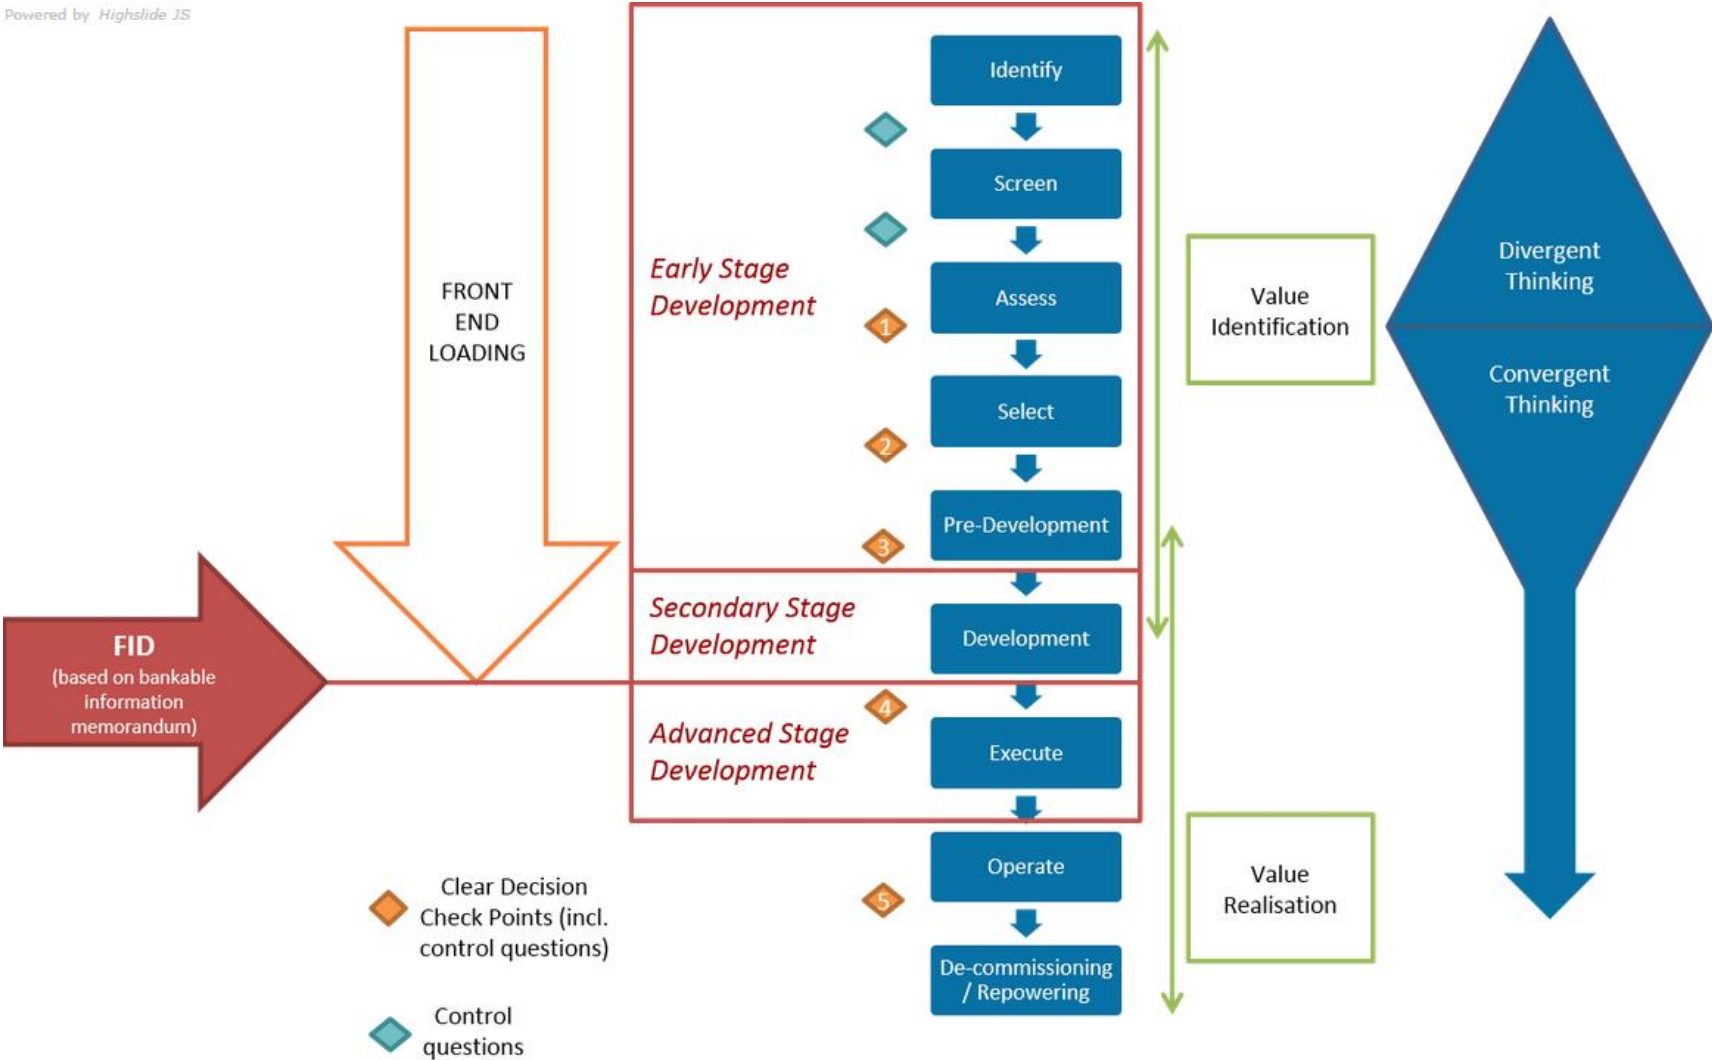 Powered by Highslide JS
FRONT
END
LOADING
FID
(based on bankable
information
memorandum)
Early Stage
Development
Secondary Stage
Development
Advanced Stage
Development
Identify
Screen
Assess
1
Select
2
Pre-Development
3
Development
4
Execute
Operate
5
De-commissioning
/ Repowering
Value
Identification
Value
Realisation
Divergent
Thinking
Convergent
Thinking
Clear Decision
Check Points (incl.
control questions)
Control
questions